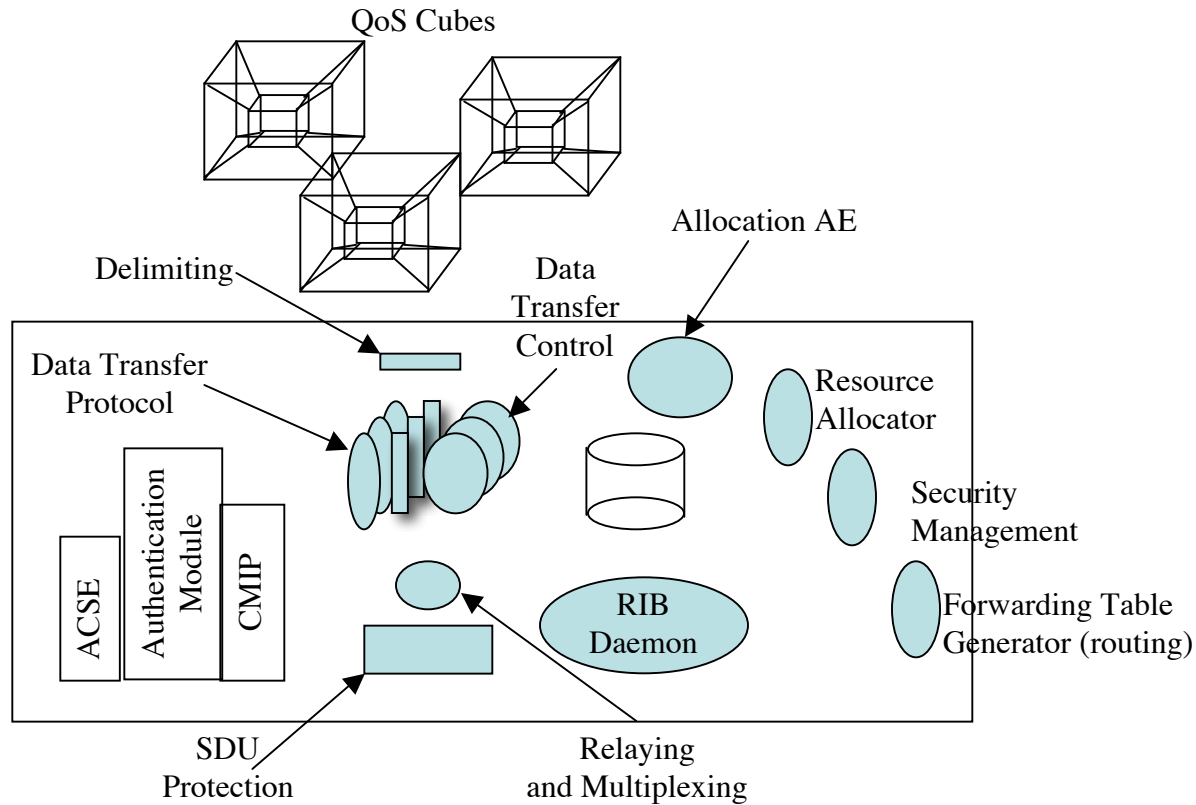 QoS Cubes
Allocation AE
Delimiting
Data
Transfer
Control
Data Transfer
Protocol
Resource
Allocator
Security
Management
ACSE
Authentication
Module
CMIP
RIB
Daemon
Forwarding Table
Generator (routing)
SDU
Protection
Relaying
and Multiplexing